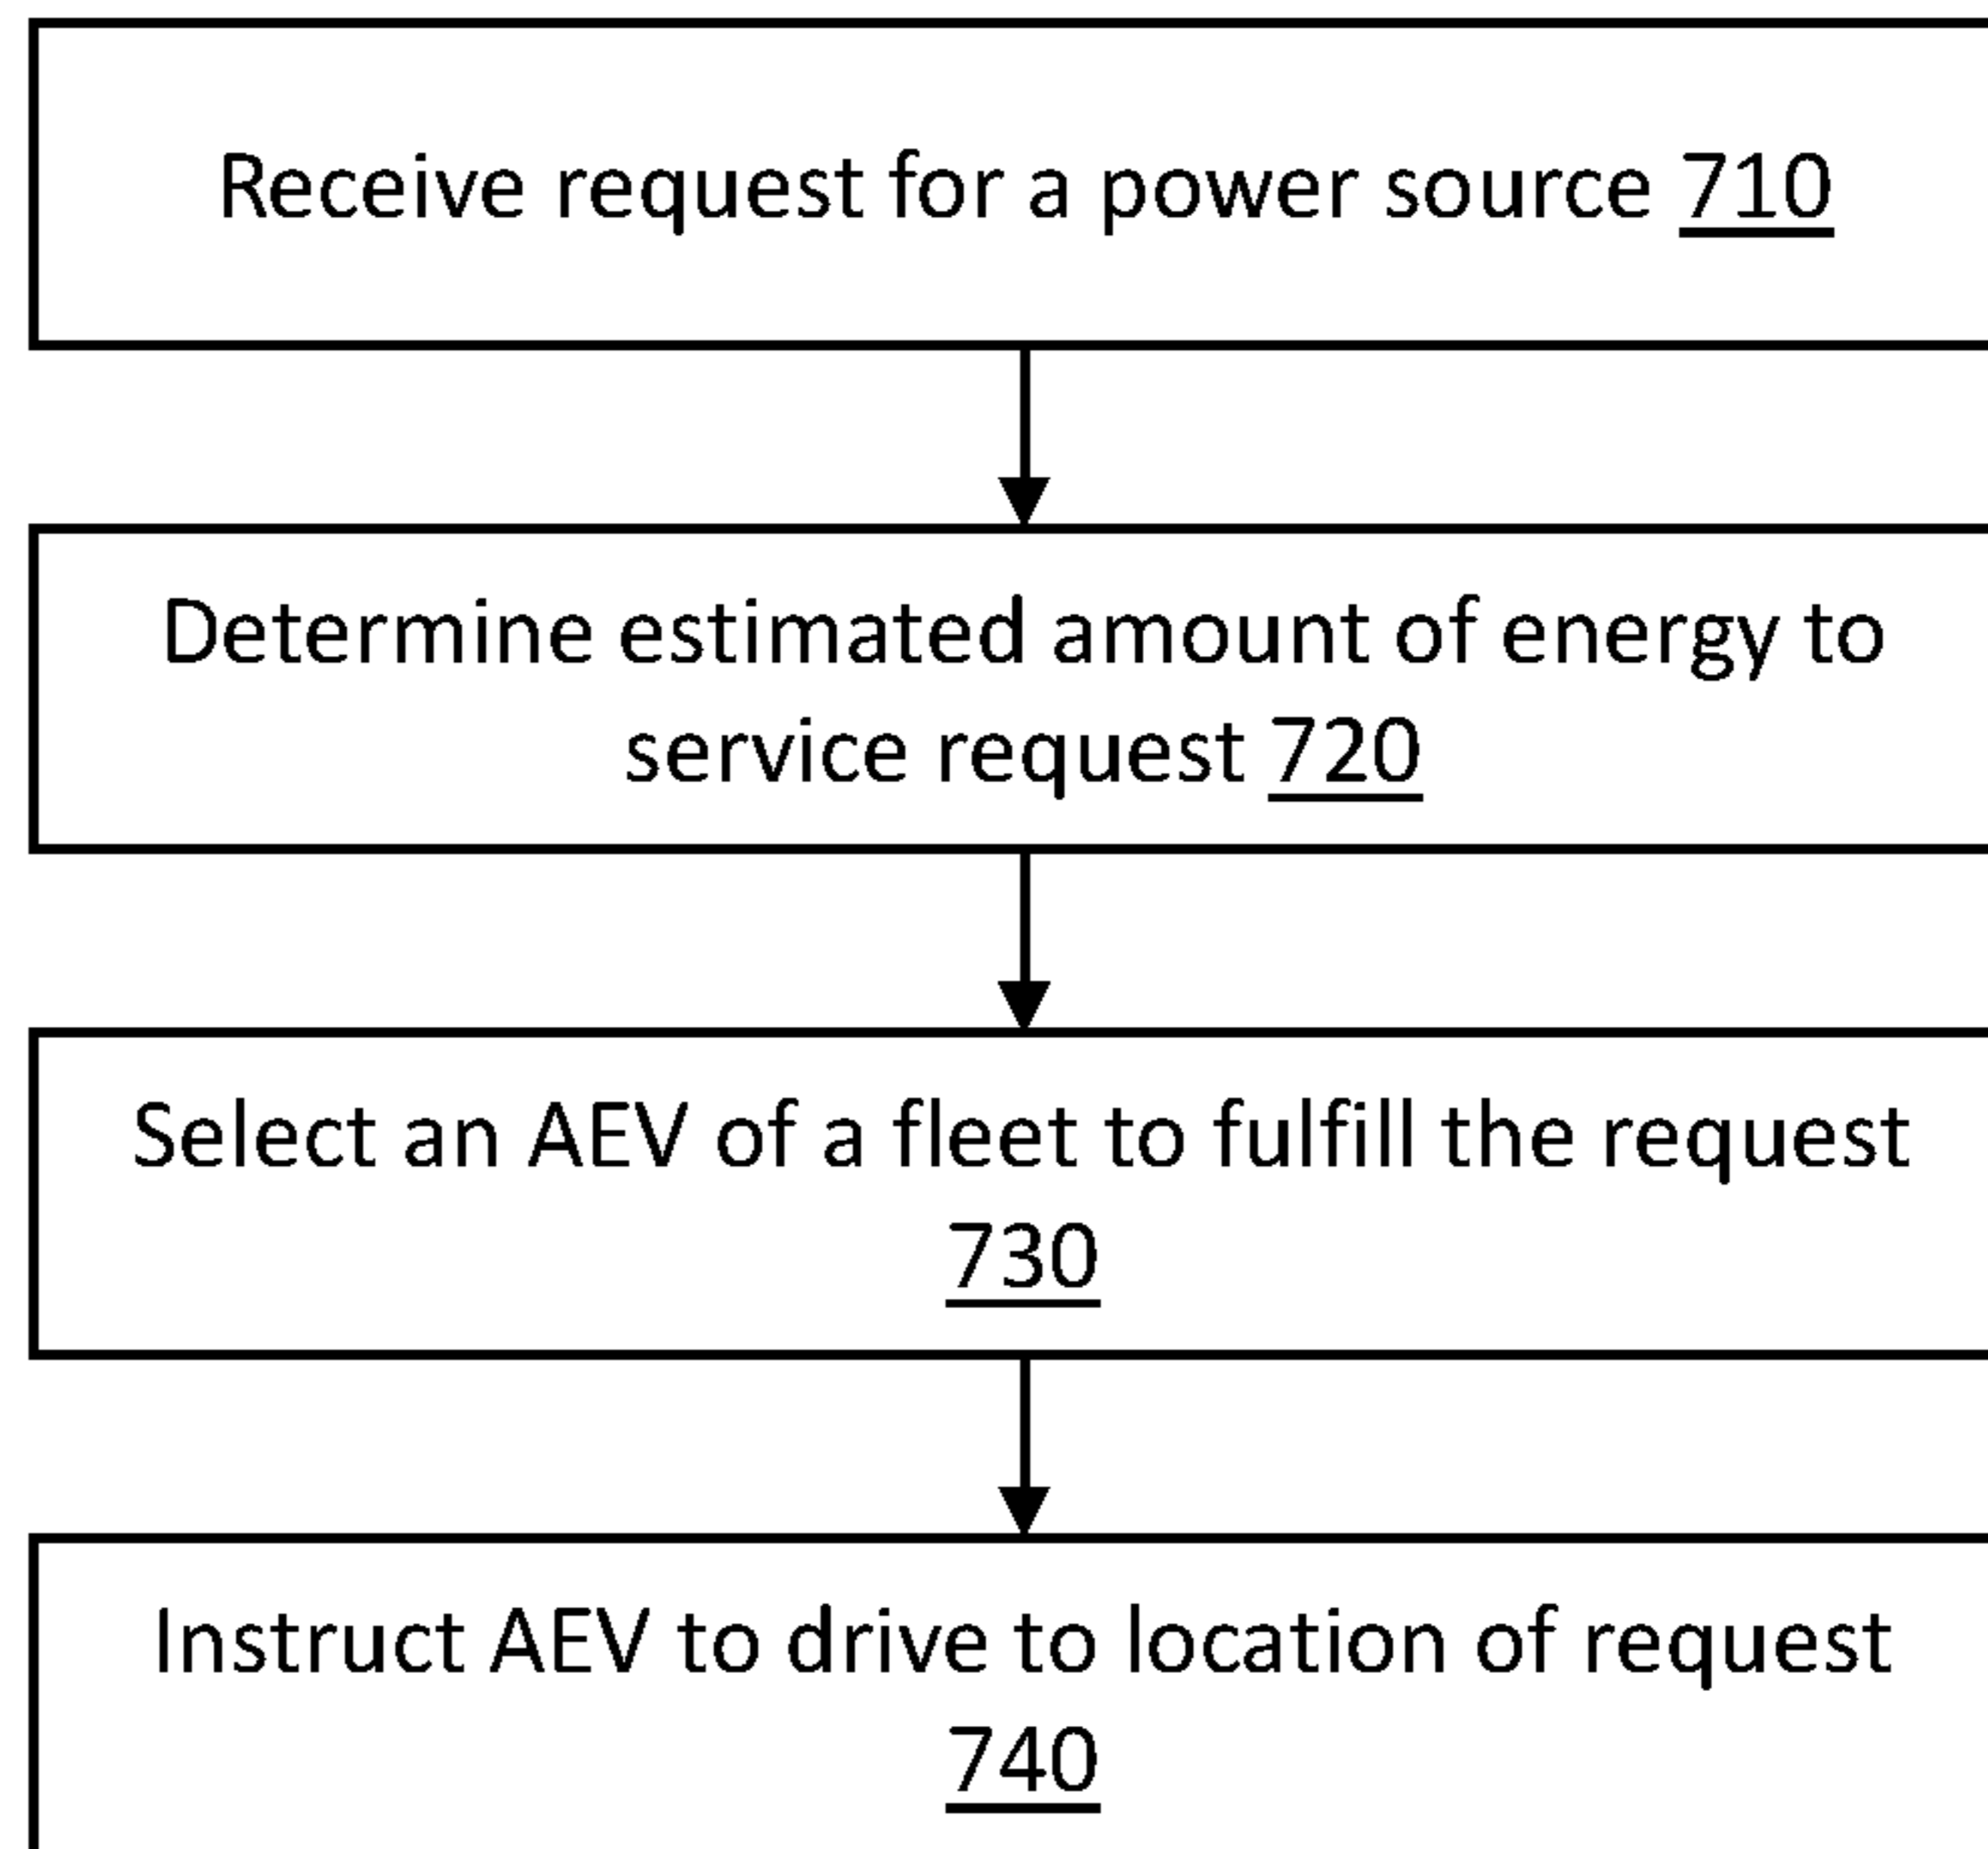 Receive request for a power source 710
Determine estimated amount of energy to
service request 720
Select an AEV of a fleet to fulfill the request
730
Instruct AEV to drive to location of request
740